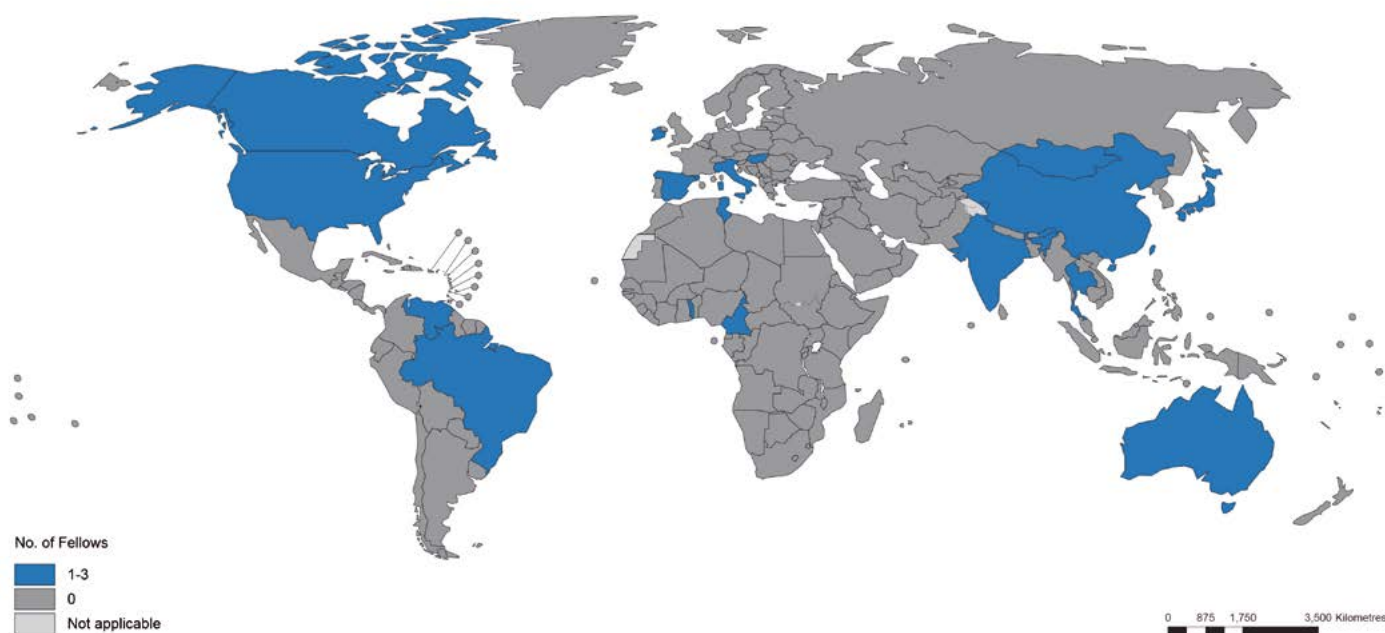 No. of Fellows
1-3
0
Not applicable
0 875 1,750 3,500 Kilometres